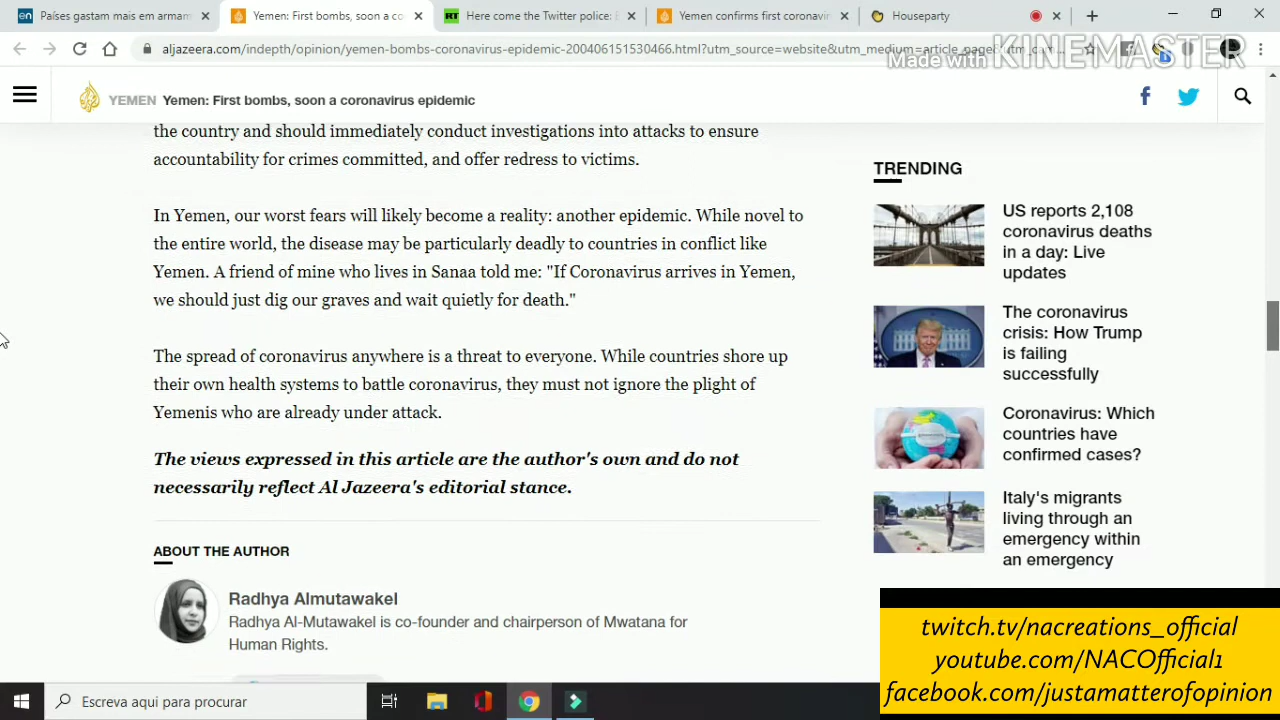 Países gastam mais em armam
First bombs, soon a co
Here come the Twitter police:
Yemen confirms first coronavirus
Houseparty
aljazeera.com/indepth/opinion/yemen-bombs-coronavirus-epidemic-200406151530466.html?utm_source=website&utm_medium=article_page&utm
Made with KINEMASTER
YEMEN Yemen: First bombs, soon a coronavirus epidemic
the country and should immediately conduct investigations into attacks to ensure
accountability for crimes committed, and offer redress to victims.
In Yemen, our worst fears will likely become a reality: another epidemic. While novel to
the entire world, the disease may be particularly deadly to countries in conflict like
Yemen. A friend of mine who lives in Sanaa told me: "If Coronavirus arrives in Yemen,
we should just dig our graves and wait quietly for death."
The spread of coronavirus anywhere is a threat to everyone. While countries shore up
their own health systems to battle coronavirus, they must not ignore the plight of
Yemenis who are already under attack.
The views expressed in this article are the author's own and do not
necessarily reflect Al Jazeera's editorial stance.
ABOUT THE AUTHOR
Radhya Almutawakel
Radhya Al-Mutawakel is co-founder and chairperson of Mwatana for
Human Rights.
TRENDING
US reports 2,108
coronavirus deaths
in a day: Live
updates
The coronavirus
crisis: How Trump
is failing
successfully
Coronavirus: Which
countries have
confirmed cases?
Italy's migrants
living through an
emergency within
an emergency
twitch.tv/nacreations_official
youtube.com/NACOfficial1
facebook.com/justamatterofopinion
Escreva aqui para procurar